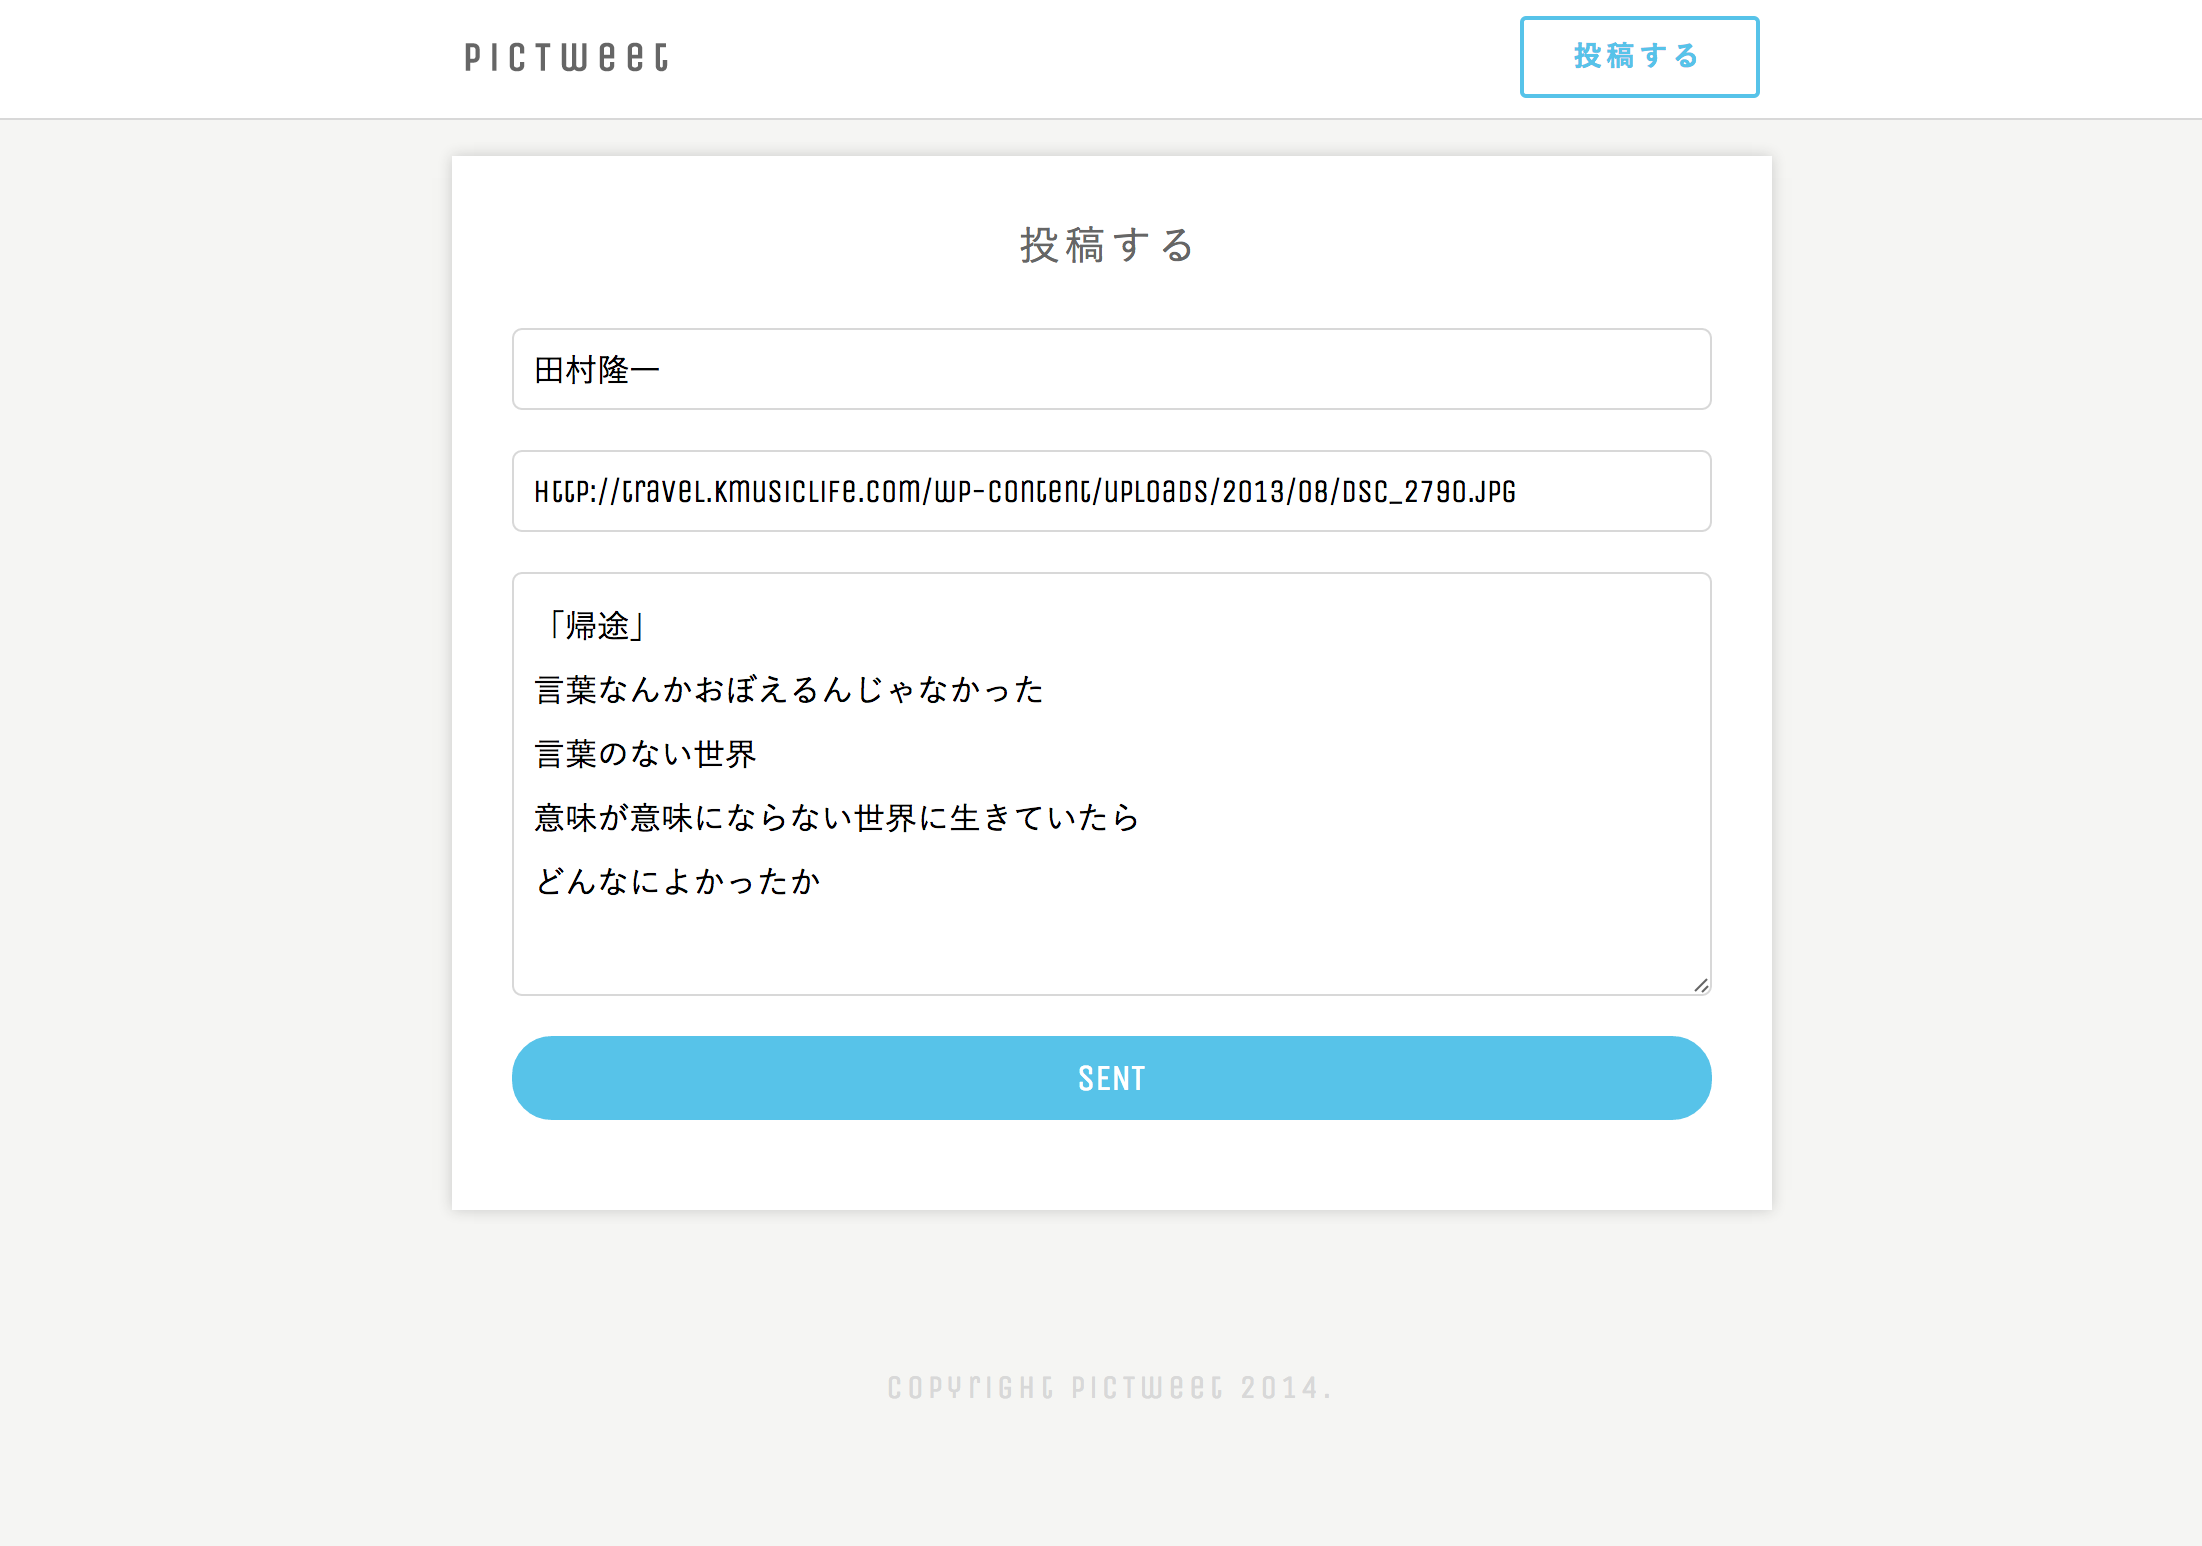 PICTWEET
投稿する
投稿する
田村隆一
http://travel.kmusiclife.com/wp-content/uploads/2013/08/DSC_2790.JPG
「帰途」
言葉なんかおぼえるんじゃなかった
言葉のない世界
意味が意味にならない世界に生きていたら
どんなによかったか
SENT
Copyright PicTweet 2014.